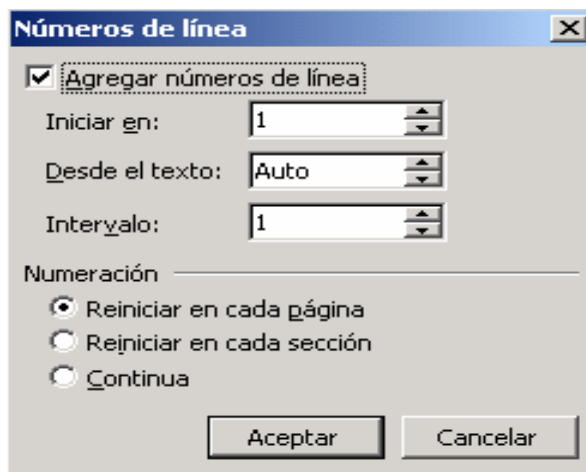 Números de línea
Agregar números de línea
Iniciar en: 1
Desde el texto: Auto
Intervalo: 1
Numeración
Reiniciar en cada página
Reiniciar en cada sección
Continua
Aceptar Cancelar